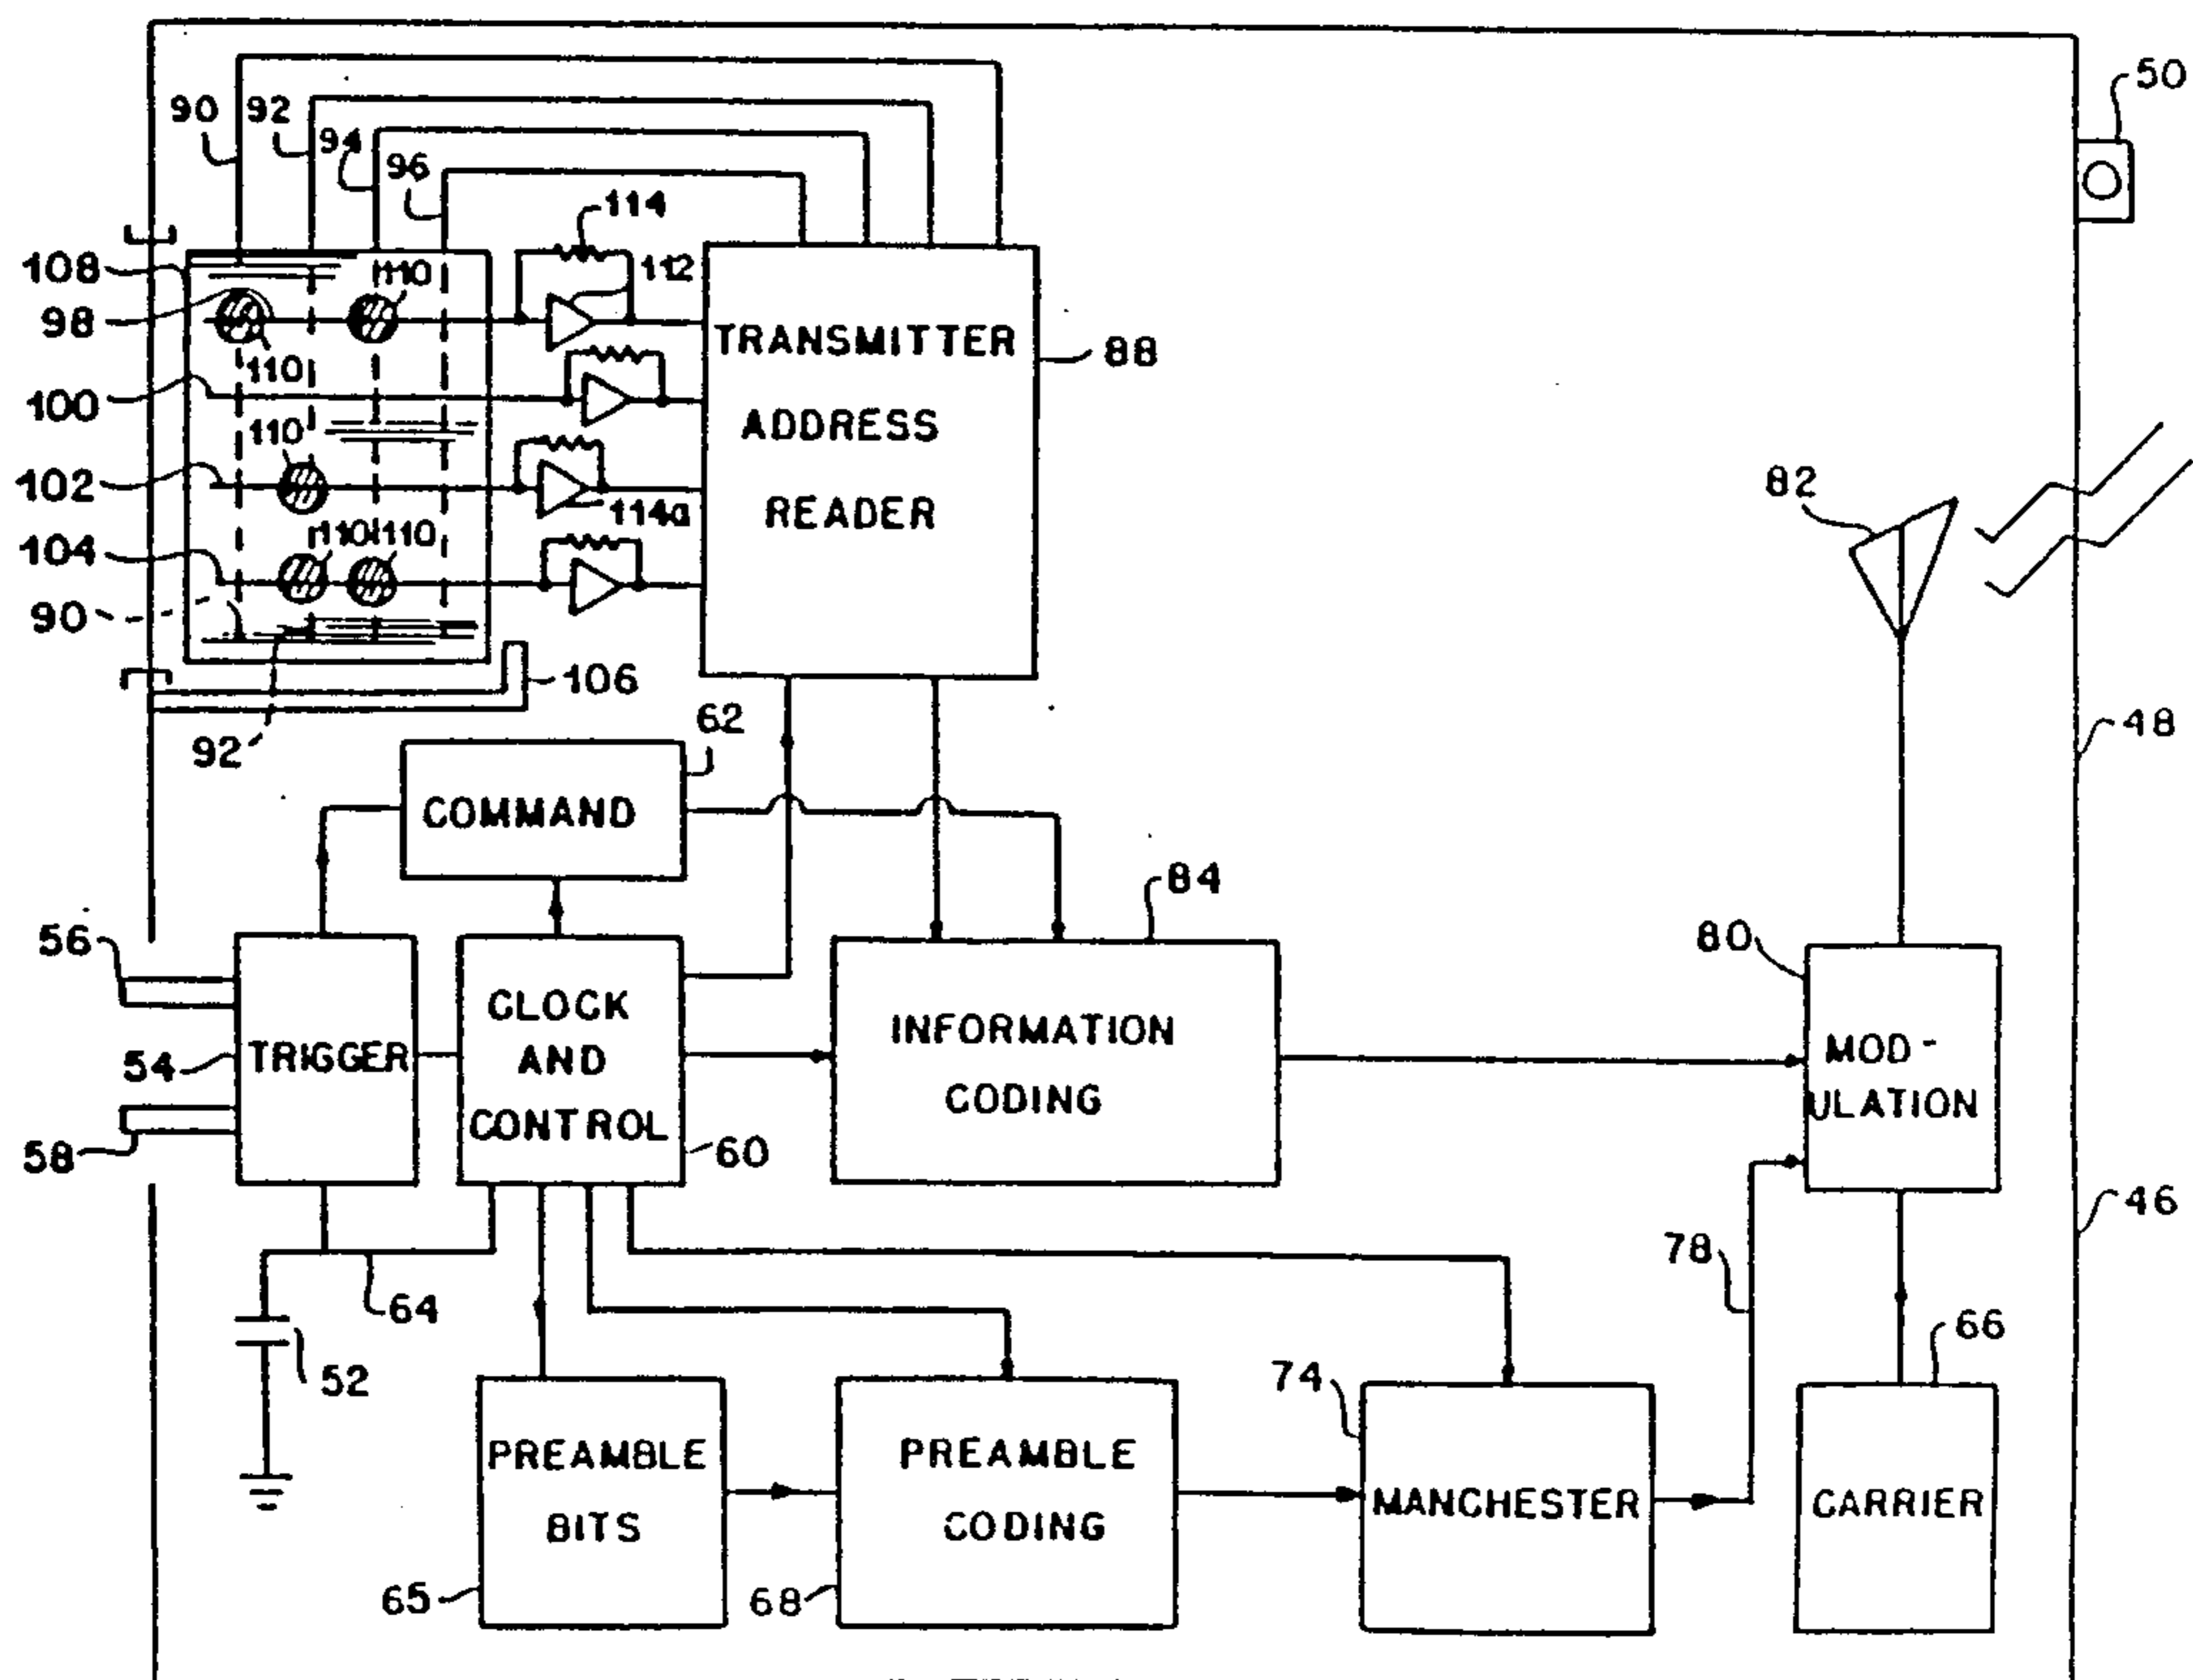 50
90 92
94
96
114
108
110
112
98
TRANSMITTER
88
110
100
ADDRESS
110
102
82
READER
114a
110 110
104
90
106
62
48
92
COMMAND
84
56
80
CLOCK
INFORMATION
MOD-
54
TRIGGER
AND
CODING
ULATION
CONTROL
58
60
46
78
64
66
52
74
PREAMBLE
PREAMBLE
MANCHESTER
CARRIER
BITS
CODING
65
68